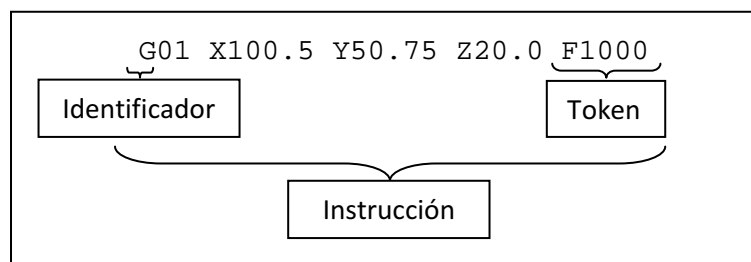 G01 X100.5 Y50.75 Z20.0 F1000
Identificador
Token
Instrucción